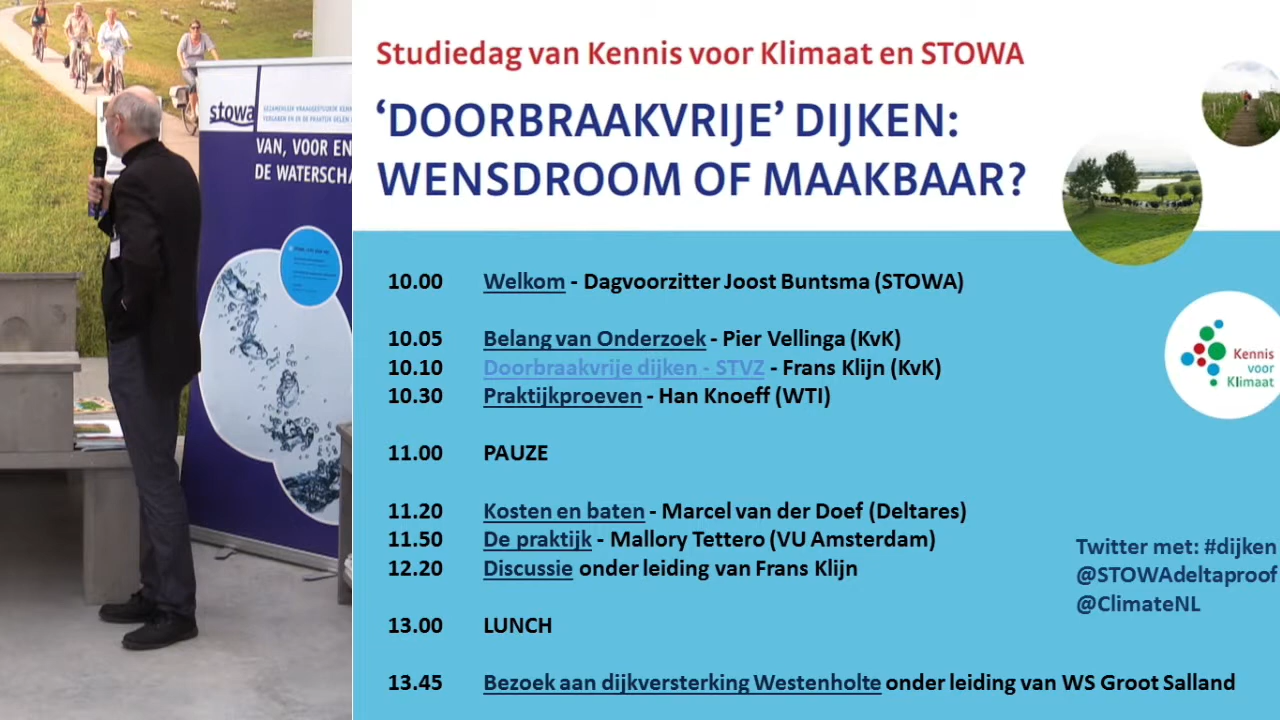 stowa
VAN, VOOR EN
DE WATERSCHA
Studiedag van Kennis voor Klimaat en STOWA
‘DOORBRAAKVRIJE’ DIJKEN:
WENSDROOM OF MAAKBAAR?
10.00 Welkom - Dagvoorzitter Joost Buntsma (STOWA)
10.05 Belang van Onderzoek - Pier Vellinga (KvK)
10.10 Doorbraakvrije dijken - STVZ - Frans Klijn (KvK)
10.30 Praktijkproeven - Han Knoeff (WTI)
11.00 PAUZE
11.20 Kosten en baten - Marcel van der Doef (Deltares)
11.50 De praktijk - Mallory Tettero (VU Amsterdam)
12.20 Discussie onder leiding van Frans Klijn
13.00 LUNCH
13.45 Bezoek aan dijkversterking Westenholte onder leiding van WS Groot Salland
Kennis
voor
Klimaat
Twitter met: #dijken
@STOWAdeltaproof
@ClimateNL